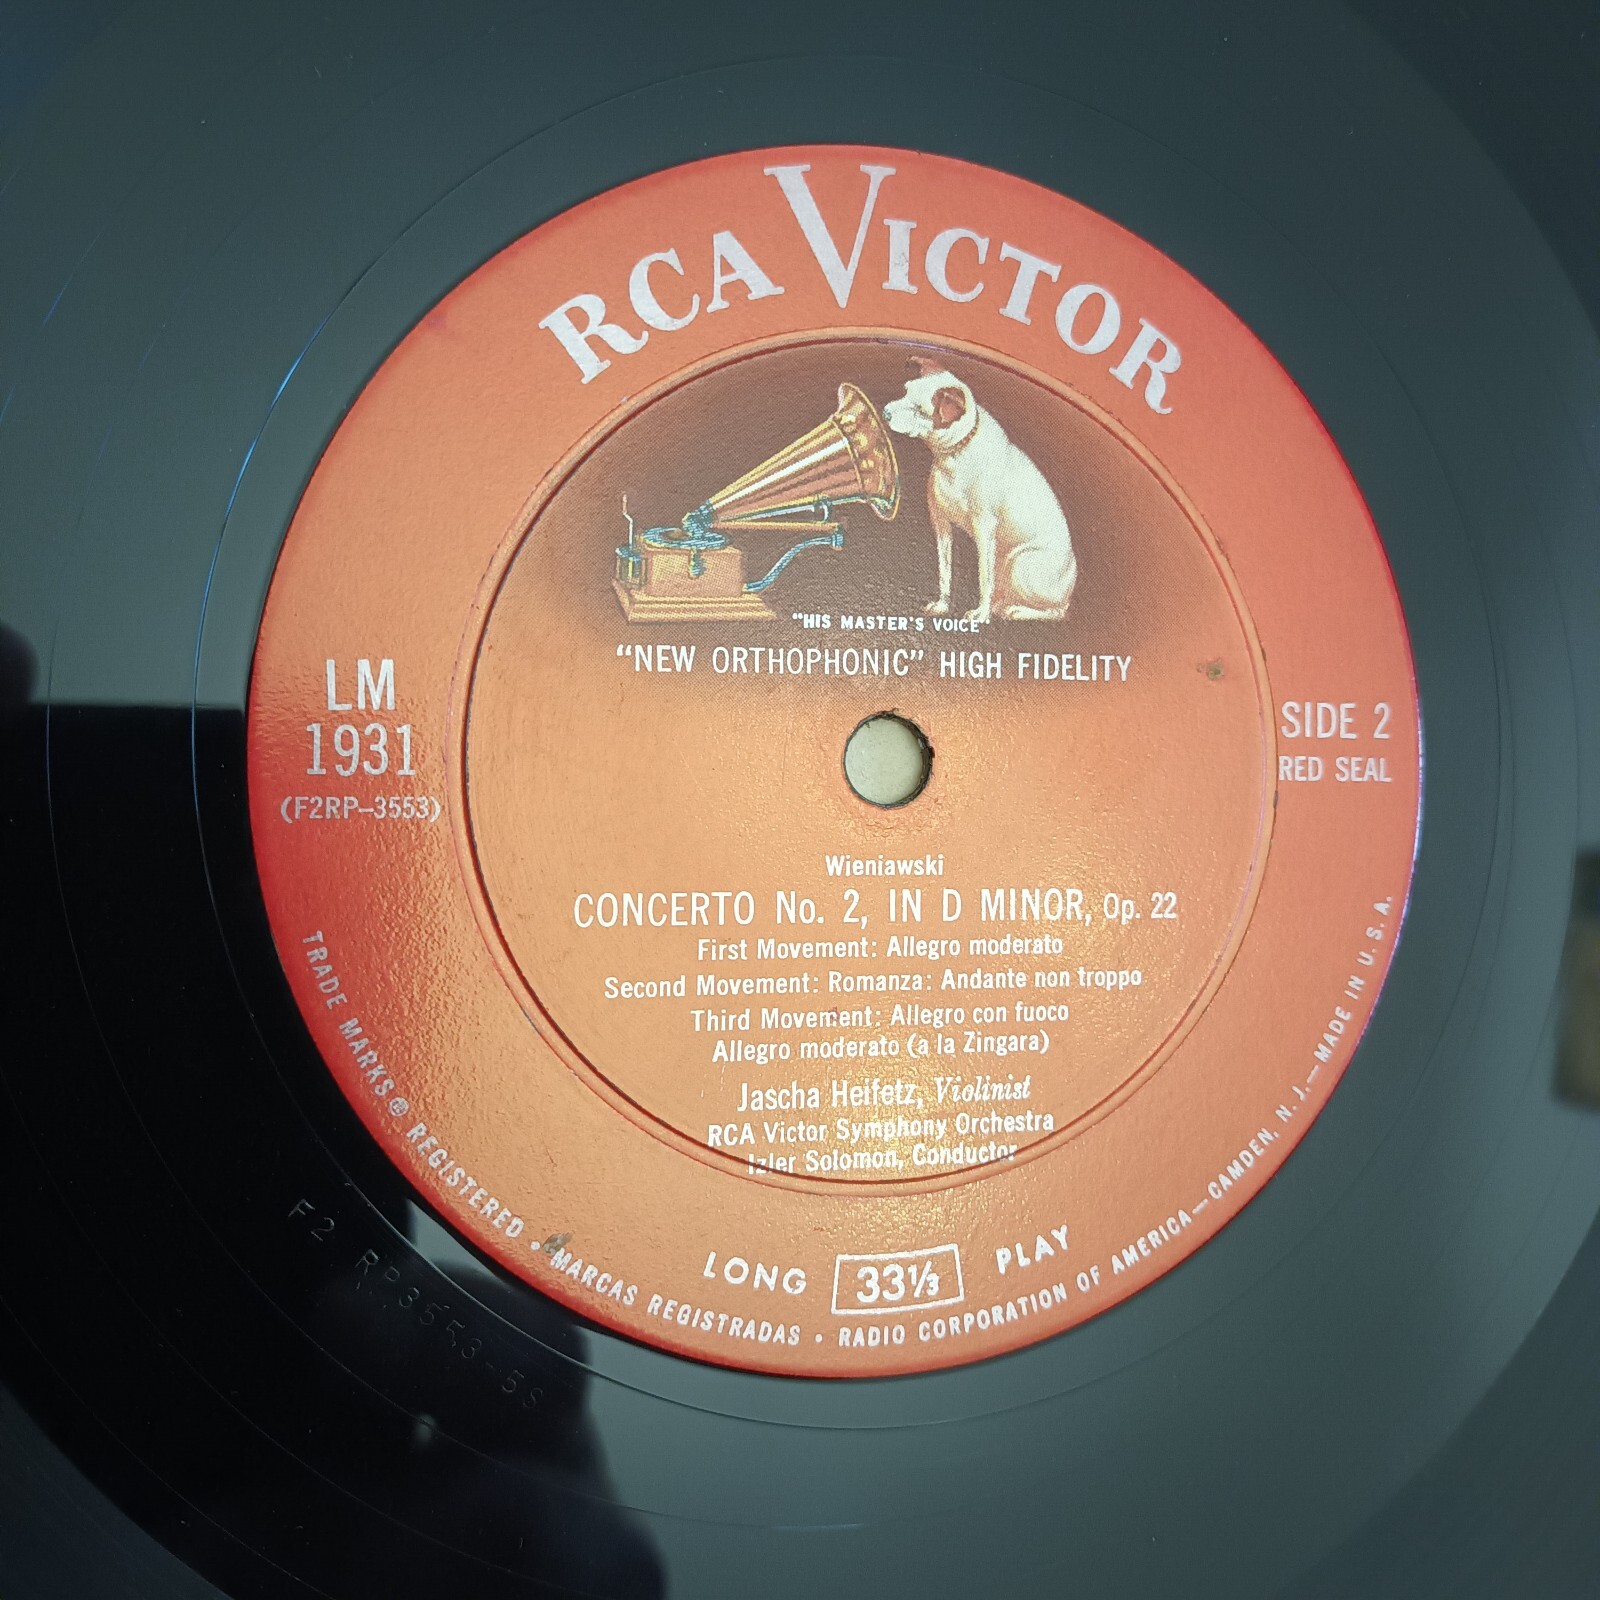 RCA VICTOR
"HIS MASTER'S VOICE"
"NEW ORTHOPHONIC" HIGH FIDELITY
LM
1931
(F2RP–3553)
SIDE 2
RED SEAL
Wieniawski
CONCERTO No. 2, IN D MINOR, Op. 22
First Movement: Allegro moderato
Second Movement: Romanza: Andante non troppo
Third Movement: Allegro con fuoco
Allegro moderato (a la Zingara)
Jascha Heifetz, Violinist
RCA Victor Symphony Orchestra
Izler Solomon, Conductor
LONG 33⅓ PLAY
TRADE MARKS ® REGISTERED • MARCAS REGISTRADAS • RADIO CORPORATION OF AMERICA—CAMDEN, N. J.—MADE IN U. S. A.
F2 RP3553-5S